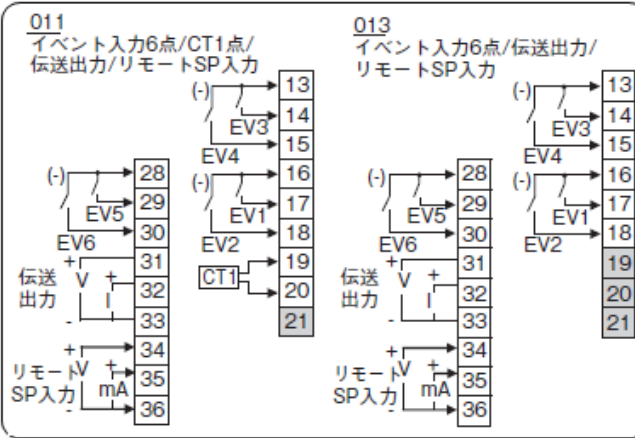 011
イベント入力6点/CT1点/
伝送出力/リモートSP入力
(-)
EV3
EV4
13
14
15
(-)
EV1
EV2
16
17
18
CT1
19
20
21
(-)
EV5
EV6
28
29
30
伝送
出力
+
V
+
I
-
31
32
33
リモート
SP入力
+
V
+
mA
-
34
35
36
013
イベント入力6点/伝送出力/
リモートSP入力
(-)
EV3
EV4
13
14
15
(-)
EV1
EV2
16
17
18
19
20
21
(-)
EV5
EV6
28
29
30
伝送
出力
+
V
+
I
-
31
32
33
リモート
SP入力
+
V
+
mA
-
34
35
36